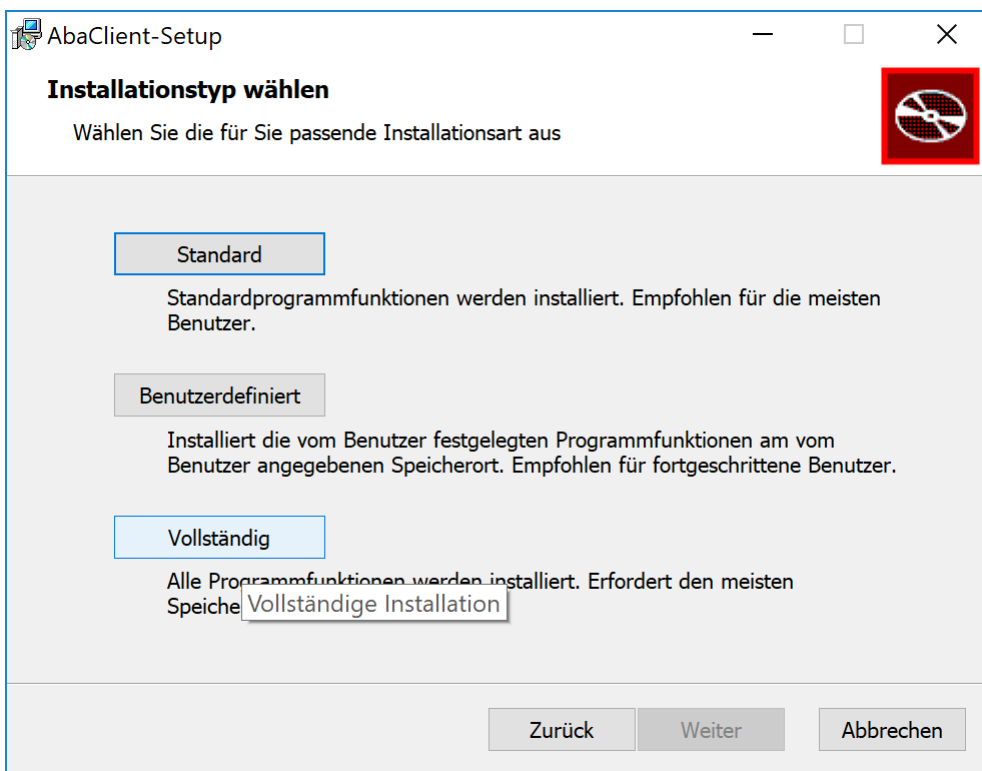 AbaClient-Setup
Installationstyp wählen
Wählen Sie die für Sie passende Installationsart aus
Standard
Standardprogrammfunktionen werden installiert. Empfohlen für die meisten
Benutzer.
Benutzerdefiniert
Installiert die vom Benutzer festgelegten Programmfunktionen am vom
Benutzer angegebenen Speicherort. Empfohlen für fortgeschrittene Benutzer.
Vollständig
Alle Programmfunktionen werden installiert. Erfordert den meisten
Speiche
Vollständige Installation
Zurück
Weiter
Abbrechen